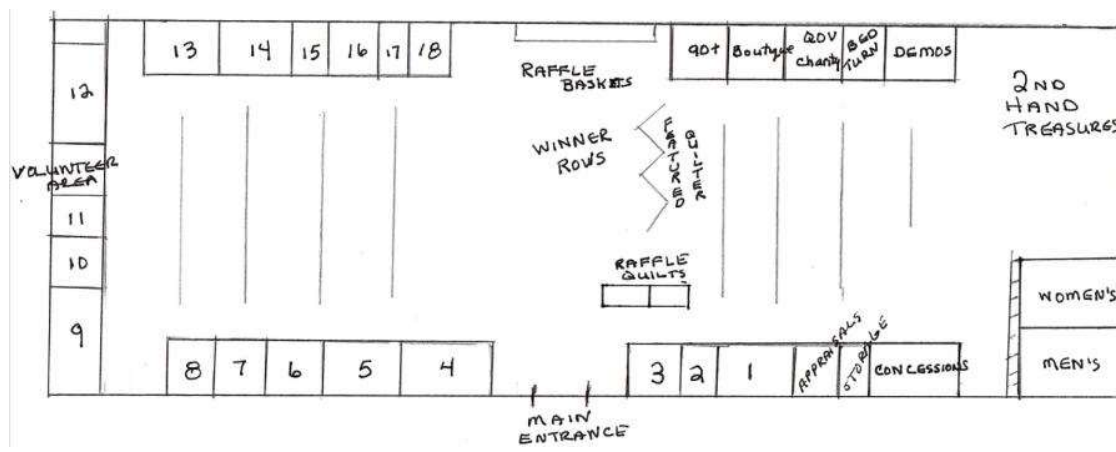 13 14 15 16 17 18
RAFFLE
BASKETS
90+ Boutique QOV
Charity BED
TURN DEMOS
2ND
HAND
TREASURES
12
VOLUNTEER
AREA
11
10
9
WINNER
ROWS
FEATURED
QUILTER
RAFFLE
QUILTS
WOMEN'S
MEN'S
8 7 6 5 4
3 2 1 APPRAISALS STORAGE CONCESSIONS
MAIN
ENTRANCE